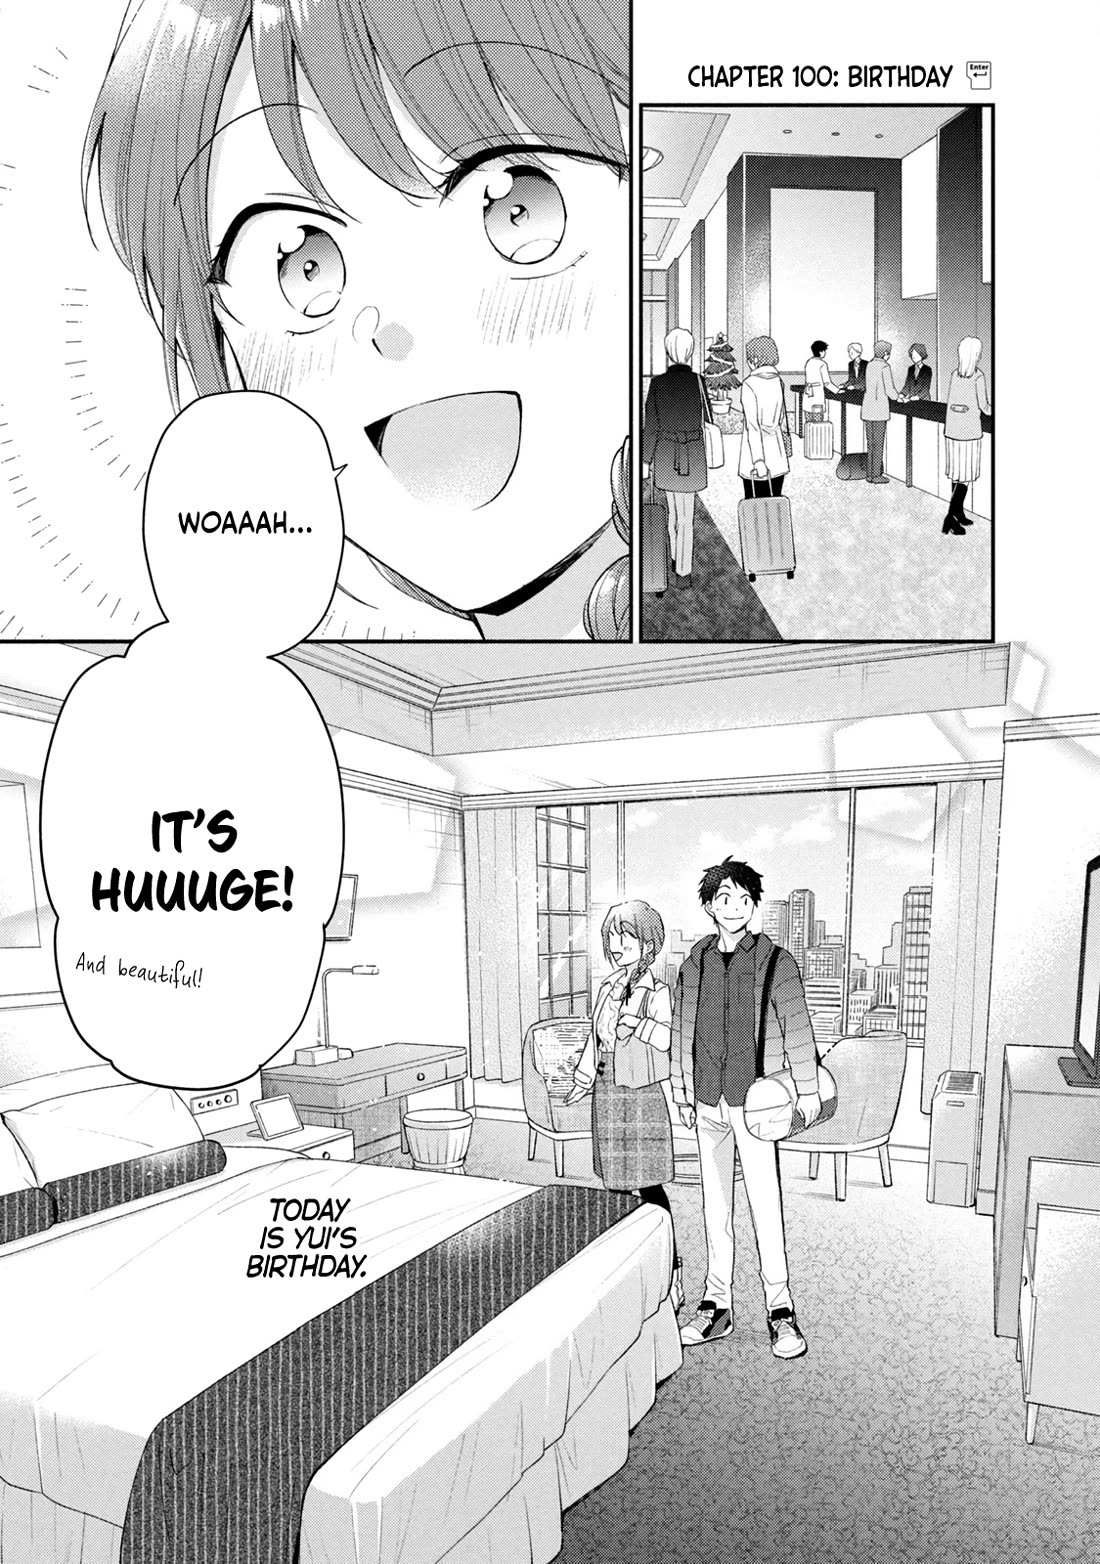 CHAPTER 100: BIRTHDAY
Enter
WOAAAH...
IT'S
HUUUGE!
And beautiful!
TODAY
IS YUI'S
BIRTHDAY.